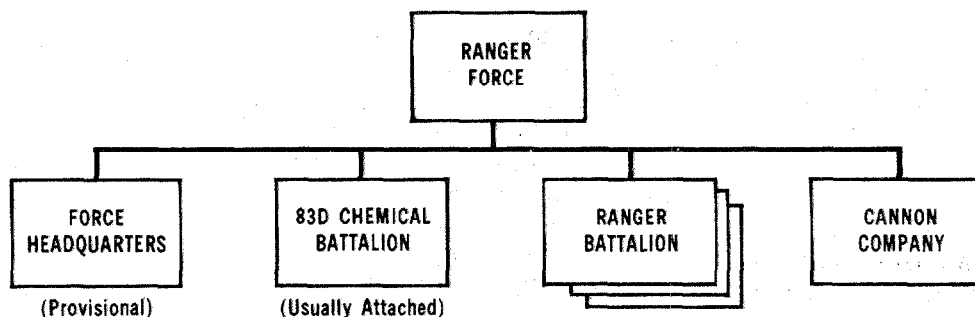 RANGER
FORCE
FORCE
HEADQUARTERS
(Provisional)
83D CHEMICAL
BATTALION
(Usually Attached)
RANGER
BATTALION
CANNON
COMPANY